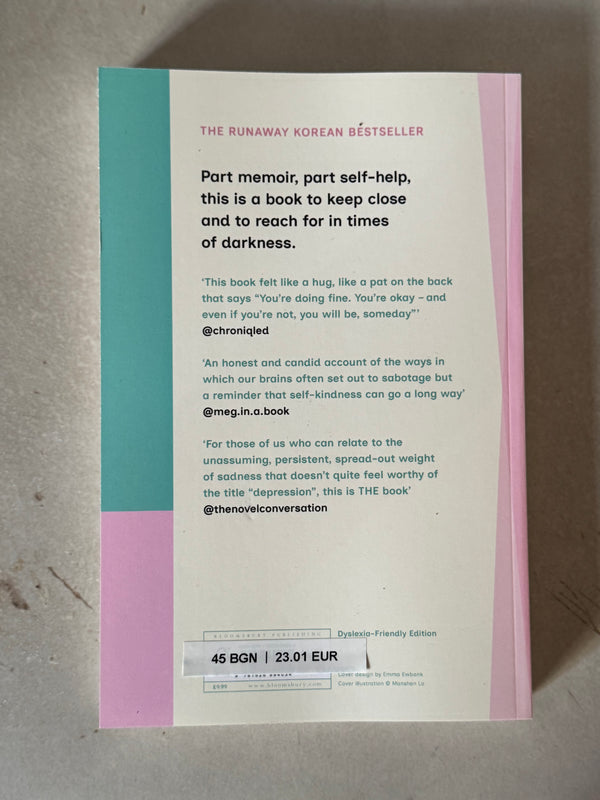 THE RUNAWAY KOREAN BESTSELLER
Part memoir, part self-help,
this is a book to keep close
and to reach for in times
of darkness.
‘This book felt like a hug, like a pat on the back
that says “You’re doing fine. You’re okay – and
even if you’re not, you will be, someday”’
@chroniqled
‘An honest and candid account of the ways in
which our brains often set out to sabotage but
a reminder that self-kindness can go a long way’
@meg.in.a.book
‘For those of us who can relate to the
unassuming, persistent, spread-out weight
of sadness that doesn’t quite feel worthy of
the title “depression”, this is THE book’
@thenovelconversation
BLOOMSBURY PUBLISHING
Dyslexia-Friendly Edition
45 BGN | 23.01 EUR
Cover design by Emma Ewbank
Cover illustration ©
£9.99 www.bloomsbury.com